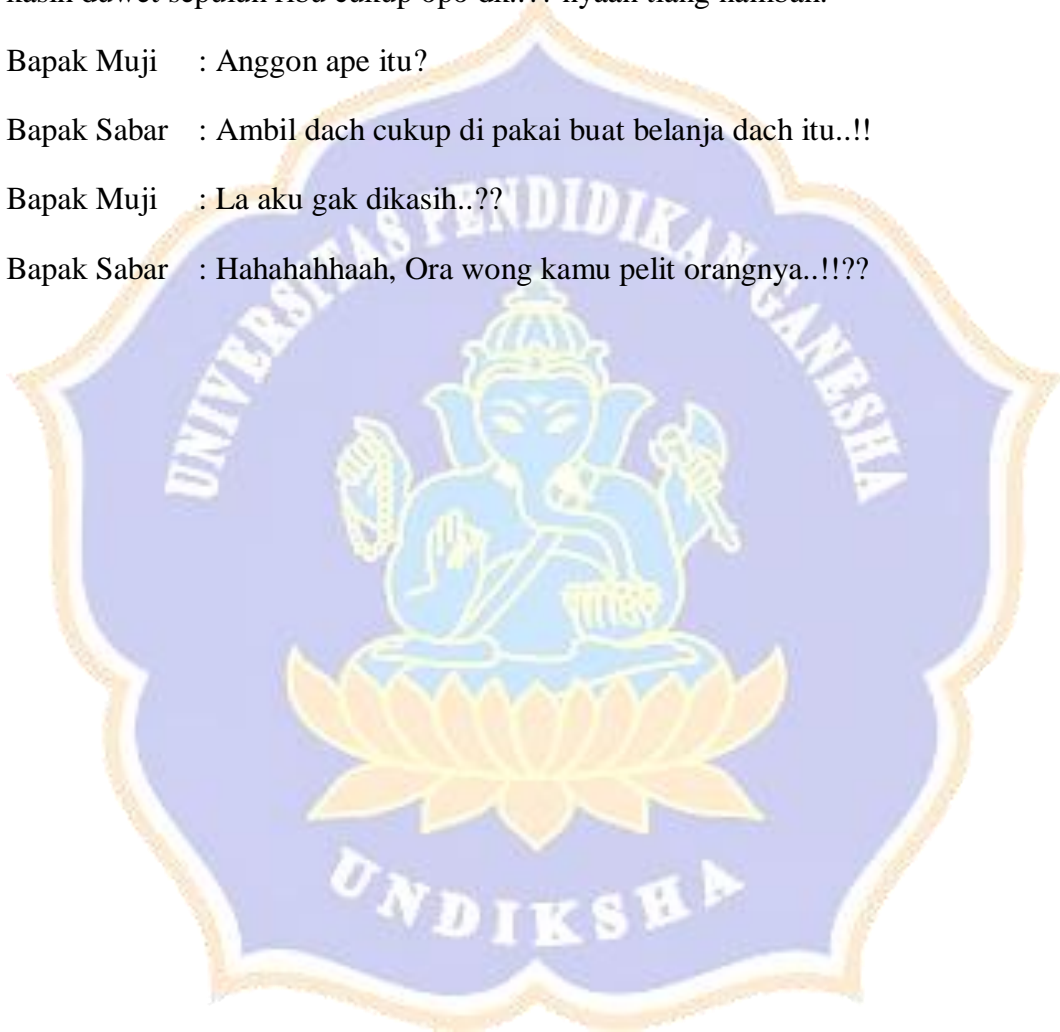 Bapak Muji : Anggon ape itu?
Bapak Sabar : Ambil dach cukup di pakai buat belanja dach itu..!!
Bapak Muji : La aku gak dikasih..??
Bapak Sabar : Hahahahhaah, Ora wong kamu pelit orangnya..!!??
UNIVERSITAS PENDIDIKAN GANESHA
UNDIKSHA